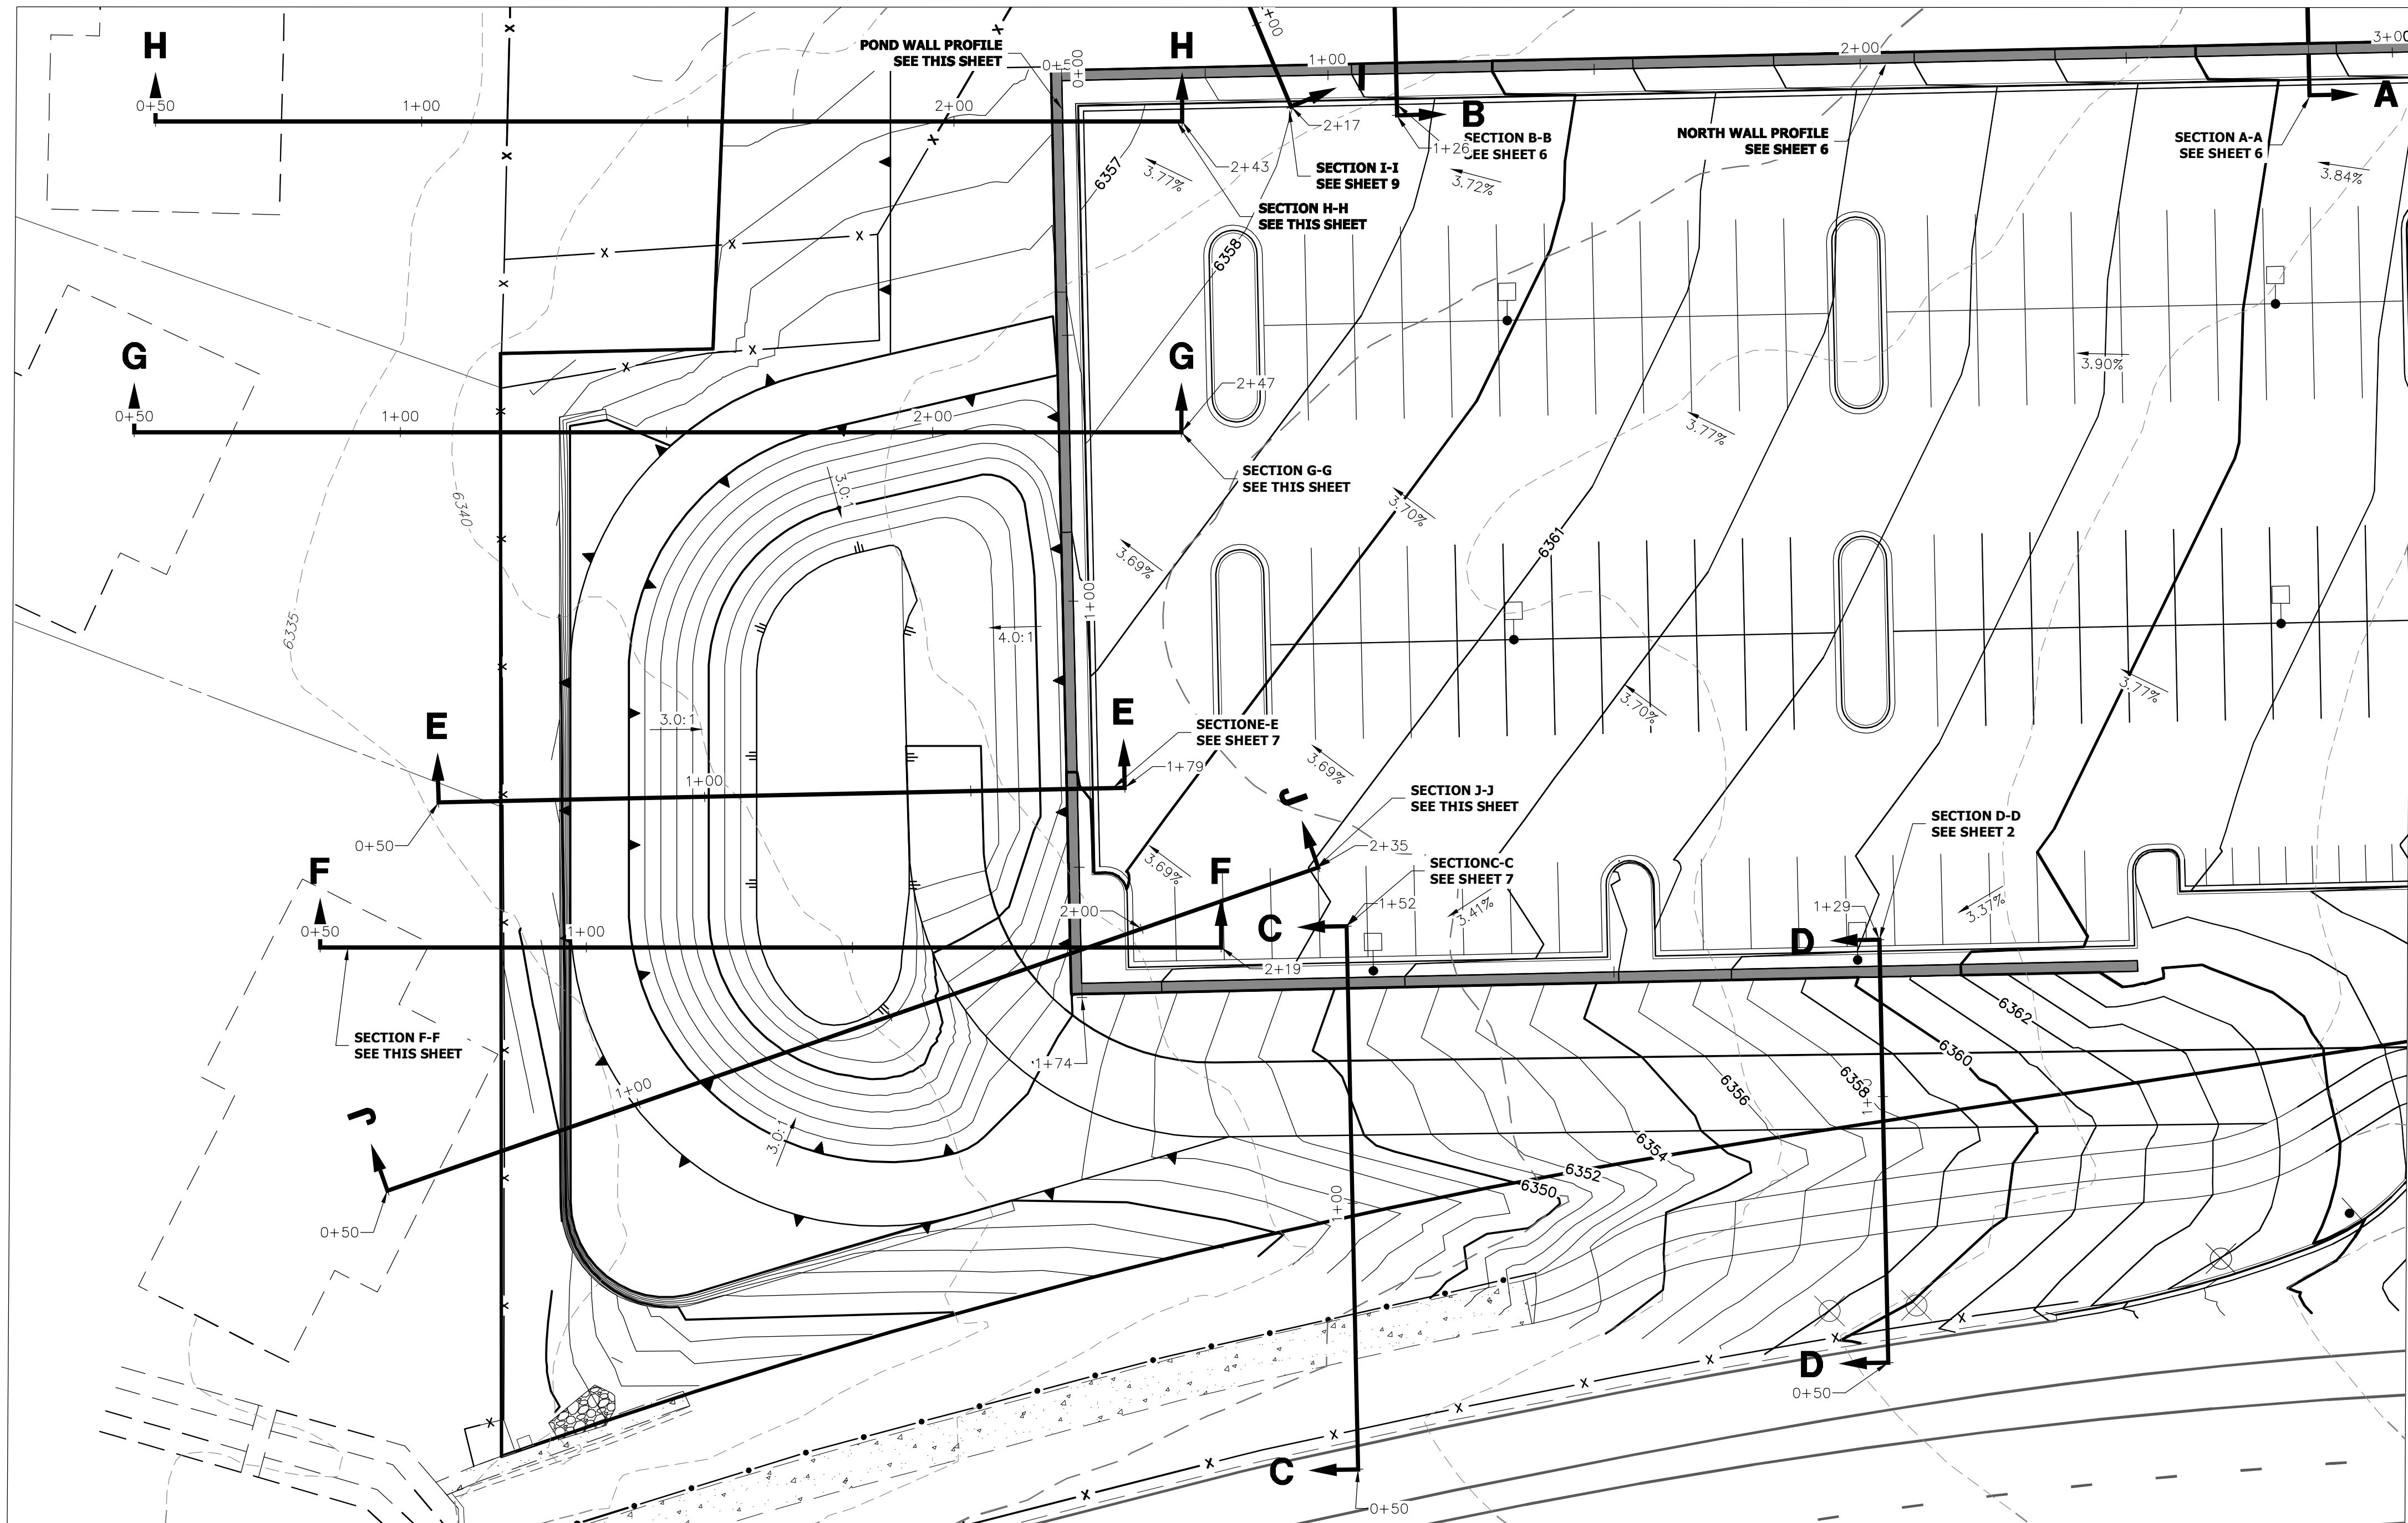 H
H
POND WALL PROFILE
SEE THIS SHEET
0+50
1+00
2+00
0+00
1+00
2+00
I
B
A
2+17
1+26
SECTION B-B
SEE SHEET 6
NORTH WALL PROFILE
SEE SHEET 6
SECTION A-A
SEE SHEET 6
2+43
SECTION I-I
SEE SHEET 9
SECTION H-H
SEE THIS SHEET
6357
3.77%
3.72%
3.84%
6358
G
G
0+50
1+00
2+00
2+47
SECTION G-G
SEE THIS SHEET
3.90%
3.77%
3.70%
3.69%
6361
6340
6335
3.0:1
4.0:1
1+00
3.0:1
E
E
SECTIONE-E
SEE SHEET 7
1+79
1+00
0+50
3.69%
3.70%
3.77%
J
SECTION J-J
SEE THIS SHEET
2+35
SECTION D-D
SEE SHEET 2
SECTIONC-C
SEE SHEET 7
3.69%
3.41%
3.37%
F
F
0+50
1+00
2+00
2+19
C
1+52
1+29
D
SECTION F-F
SEE THIS SHEET
1+74
1+00
6362
6360
6358
6356
6354
6352
6350
3.0:1
J
0+50
1+00
D
0+50
C
0+50